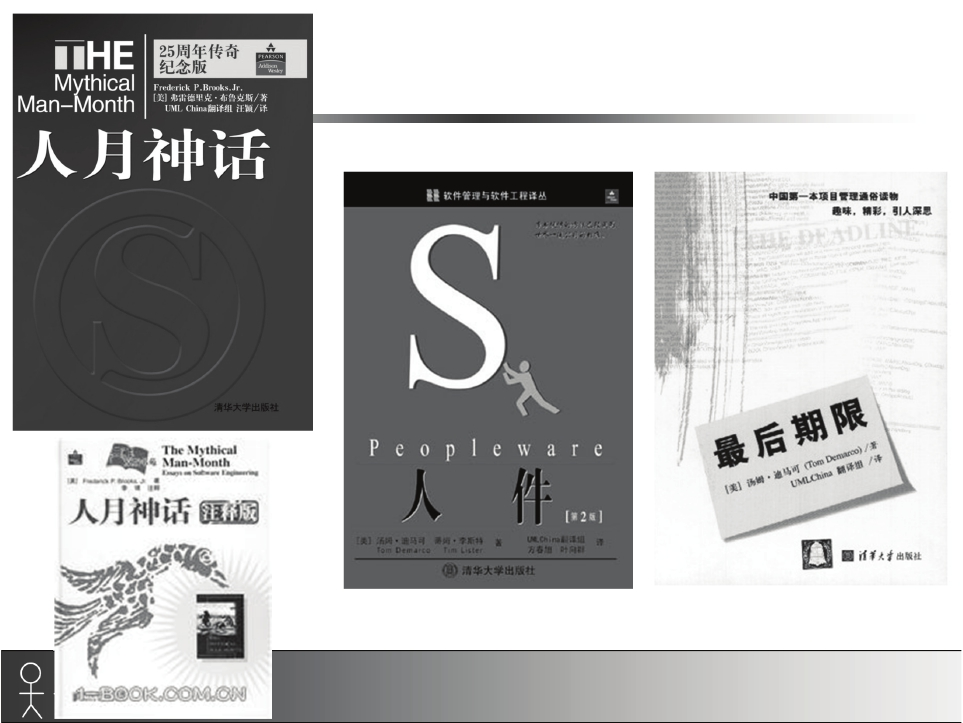 THE
Mythical
Man-Month
25周年传奇
纪念版
PEARSON
Addison
Wesley
Frederick P.Brooks.Jr.
[美] 弗雷德里克·布鲁克斯/著
UML China翻译组 汪颖/译
人月神话
清华大学出版社
The Mythical
Man-Month
Essays on Software Engineering
[美] Frederick P. Brooks, Jr. 著
人月神话 注释版
BOOK.COM.CN
软件管理与软件工程译丛
S
Peopleware
人件
[第2版]
[美] 汤姆·迪马可 蒂姆·李斯特 著
Tom Demarco Tim Lister
UMLChina翻译组
方春旭 叶向群 译
清华大学出版社
中国第一本项目管理通俗读物
趣味，精彩，引人深思
THE DEADLINE
最后期限
[美] 汤姆·迪马可 (Tom Demarco) /著
UMLChina 翻译组 /译
清华大学出版社